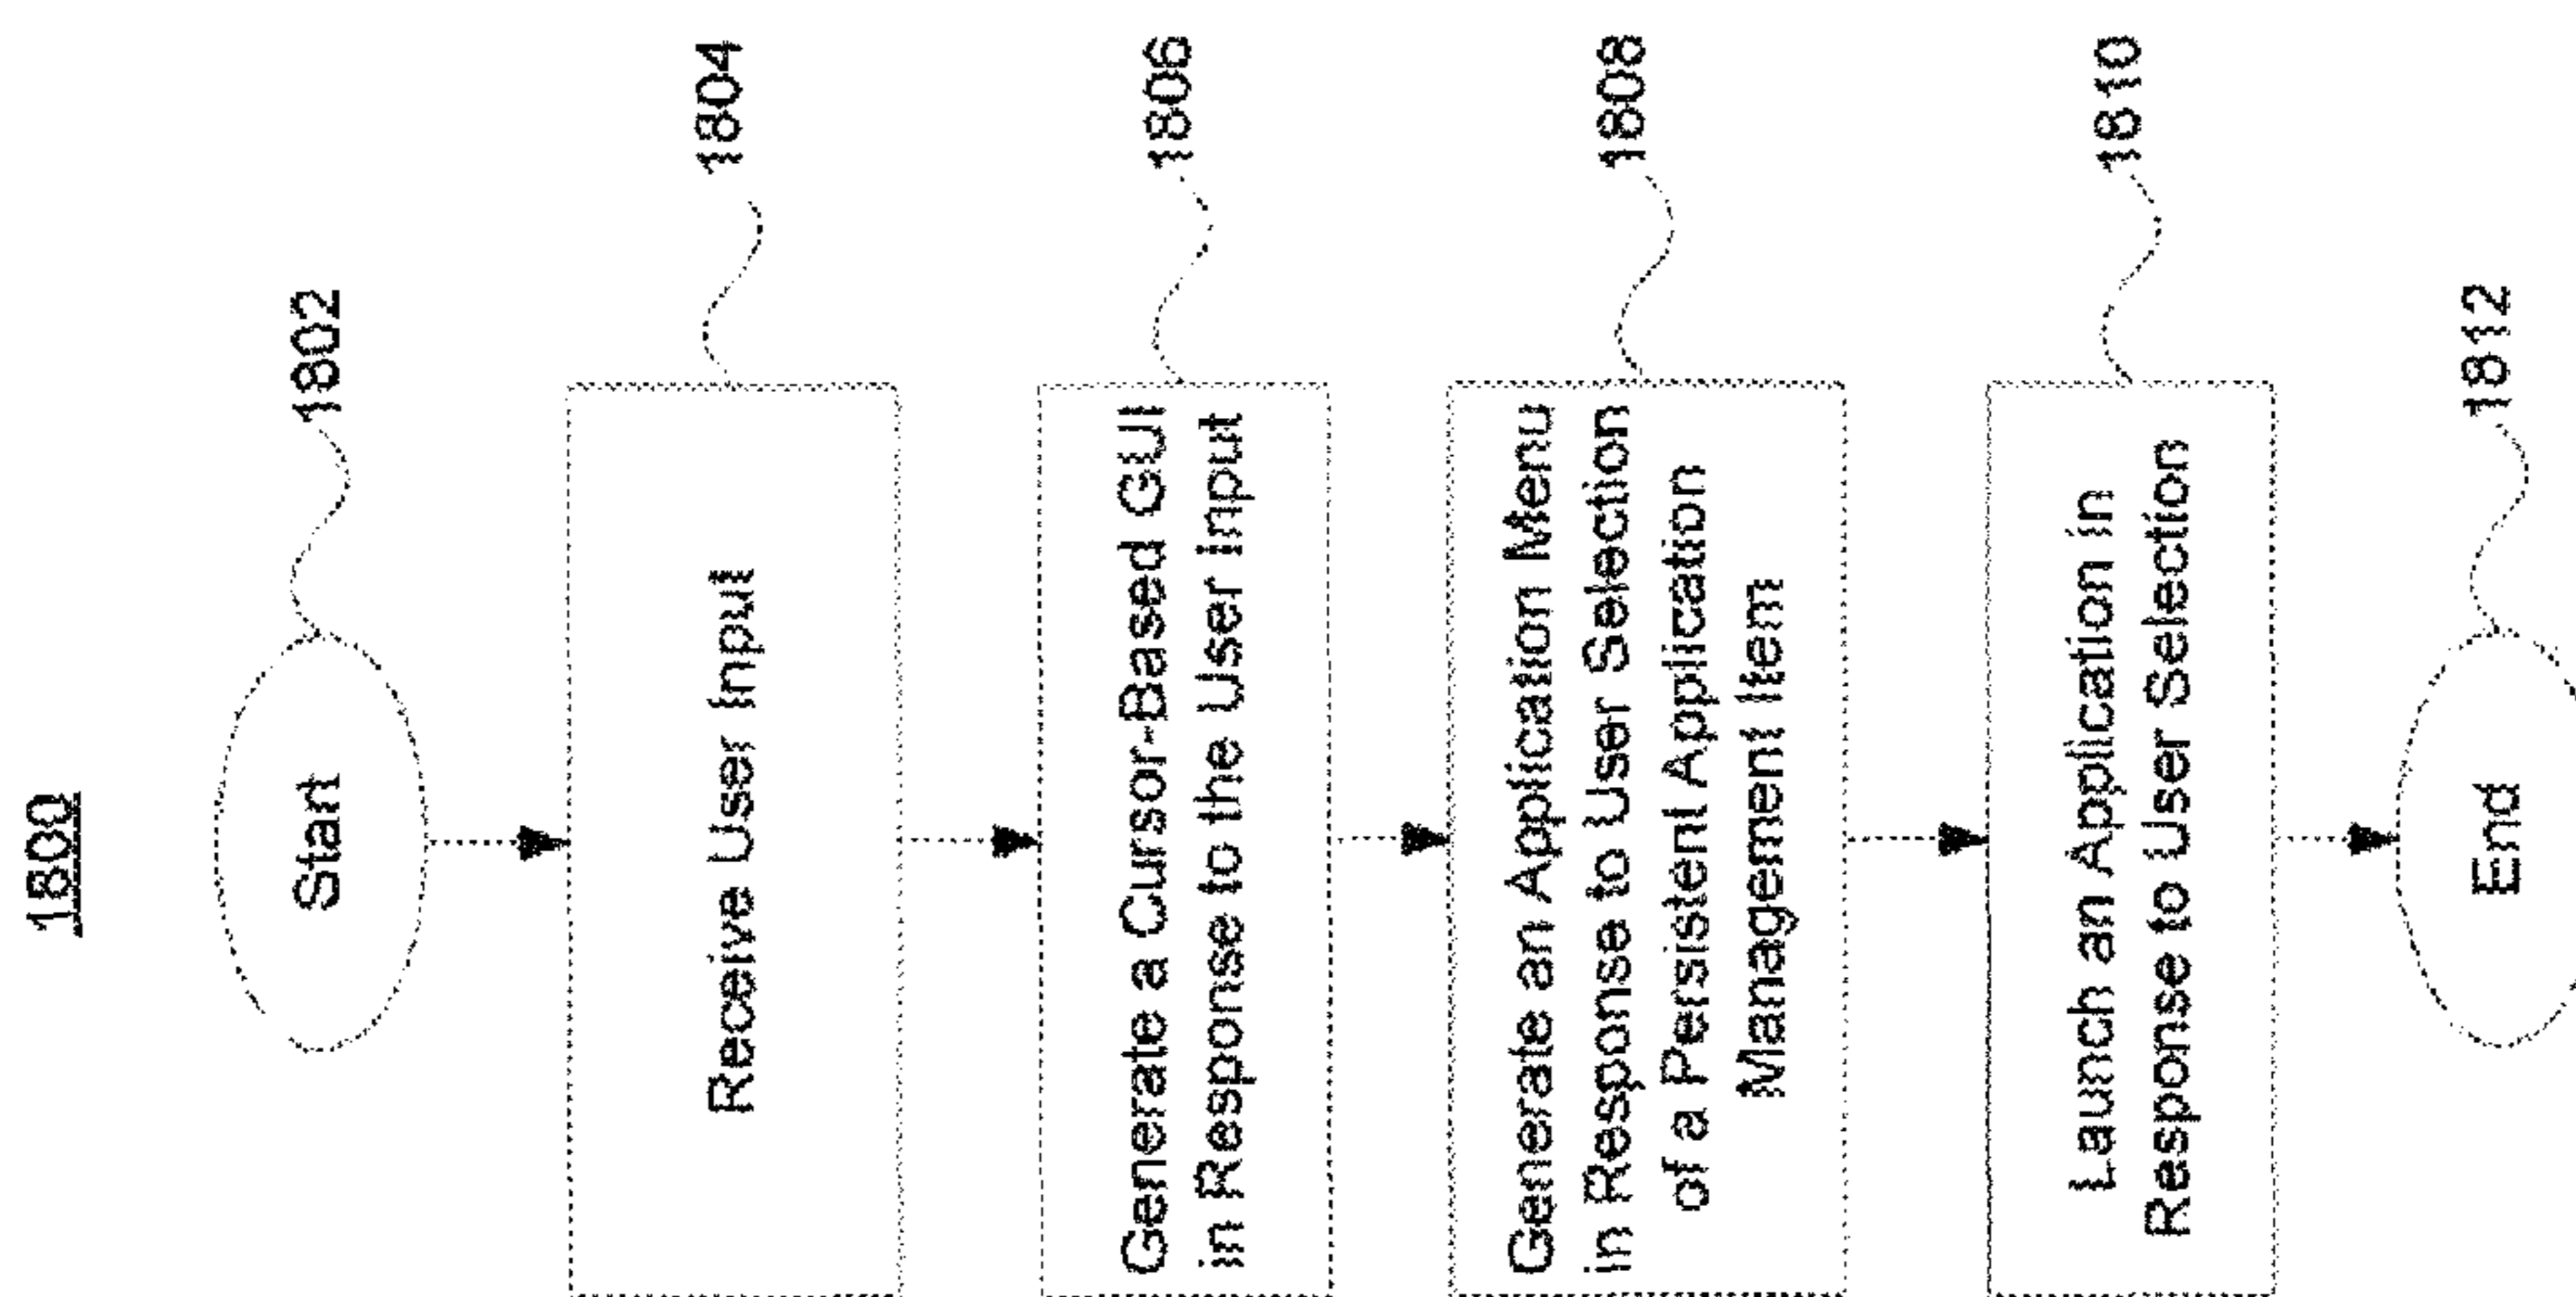 1800
Start
1802
Receive User Input
1804
Generate a Cursor-Based GUI
in Response to the User Input
1806
Generate an Application Menu
in Response to User Selection
of a Persistent Application
Management Item
1808
Launch an Application in
Response to User Selection
1810
End
1812